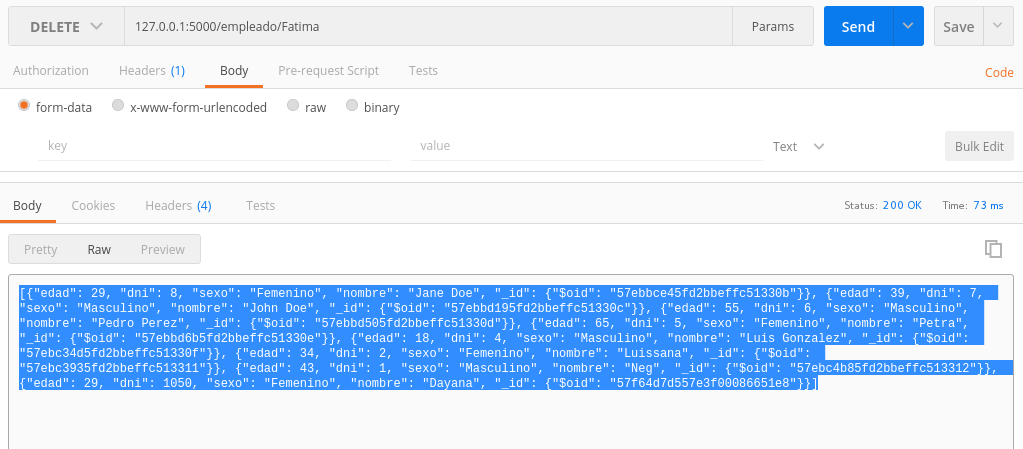 DELETE 127.0.0.1:5000/empleado/Fatima Params Send Save
Authorization Headers (1) Body Pre-request Script Tests Code
form-data x-www-form-urlencoded raw binary
key value Text Bulk Edit
Body Cookies Headers (4) Tests Status: 200 OK Time: 73 ms
Pretty Raw Preview
[{"edad": 29, "dni": 8, "sexo": "Femenino", "nombre": "Jane Doe", "_id": {"$oid": "57ebbce45fd2bbeffc51330b"}}, {"edad": 39, "dni": 7,
"sexo": "Masculino", "nombre": "John Doe", "_id": {"$oid": "57ebbd195fd2bbeffc51330c"}}, {"edad": 55, "dni": 6, "sexo": "Masculino",
"nombre": "Pedro Perez", "_id": {"$oid": "57ebbd505fd2bbeffc51330d"}}, {"edad": 65, "dni": 5, "sexo": "Femenino", "nombre": "Petra",
"_id": {"$oid": "57ebbd6b5fd2bbeffc51330e"}}, {"edad": 18, "dni": 4, "sexo": "Masculino", "nombre": "Luis Gonzalez", "_id": {"$oid":
"57ebc34d5fd2bbeffc51330f"}}, {"edad": 34, "dni": 2, "sexo": "Femenino", "nombre": "Luissana", "_id": {"$oid":
"57ebc3935fd2bbeffc513311"}}, {"edad": 43, "dni": 1, "sexo": "Masculino", "nombre": "Neg", "_id": {"$oid": "57ebc4b85fd2bbeffc513312"}},
{"edad": 29, "dni": 1050, "sexo": "Femenino", "nombre": "Dayana", "_id": {"$oid": "57f64d7d557e3f00086651e8"}}]